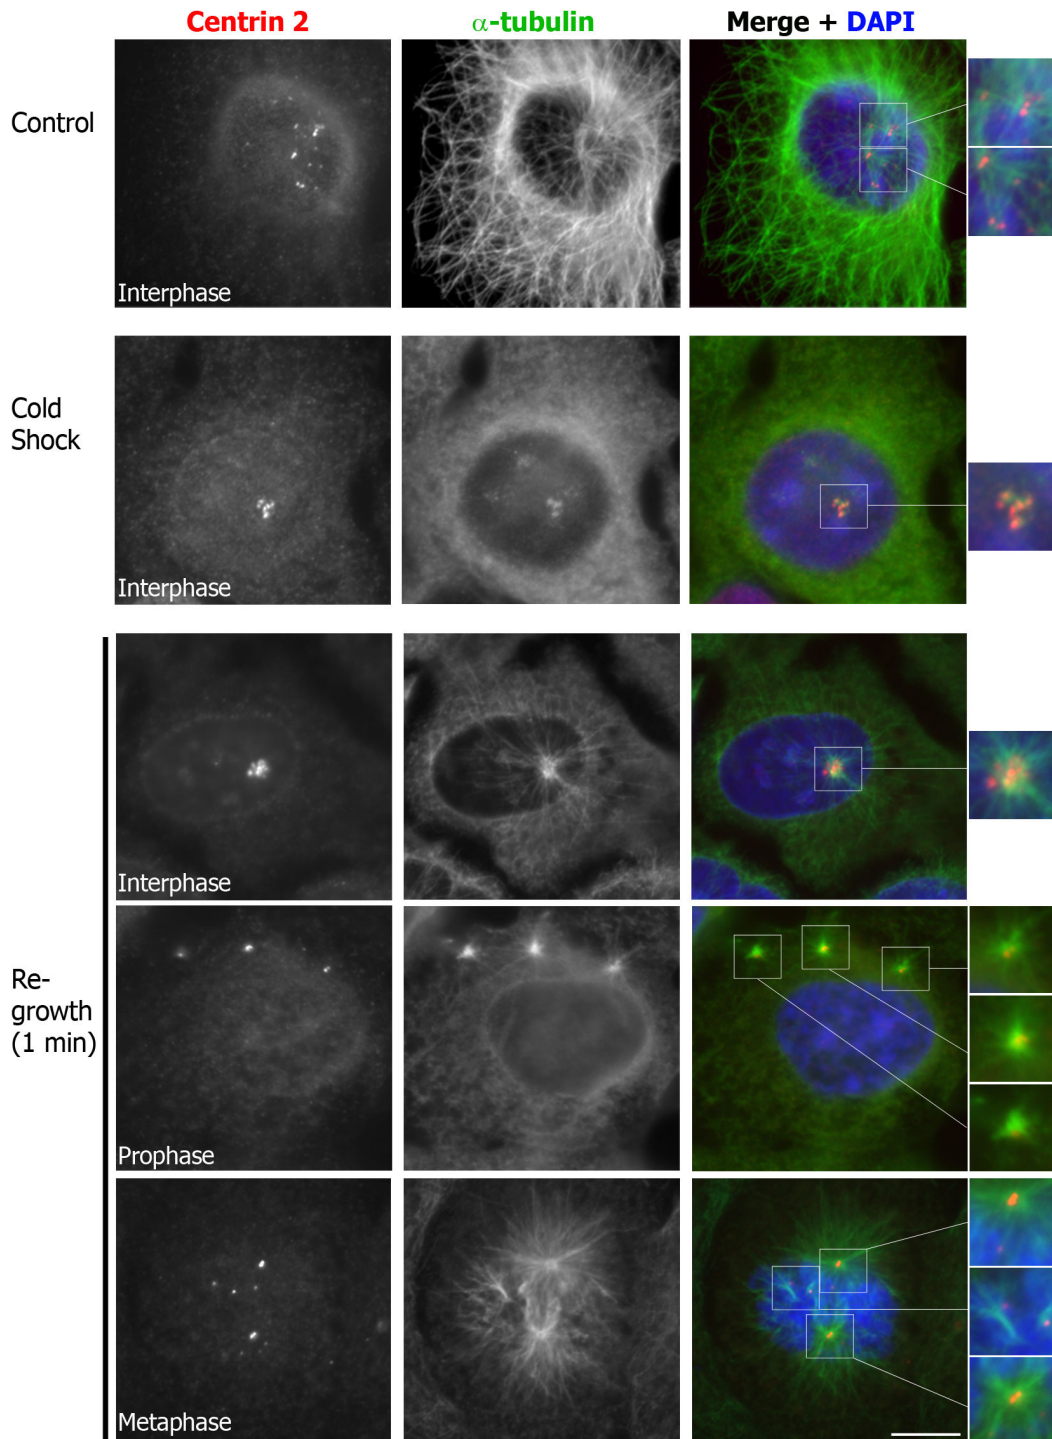 Centrin 2
α-tubulin
Merge + DAPI
Control
Interphase
Cold
Shock
Interphase
Interphase
Re-
growth
(1 min)
Prophase
Metaphase